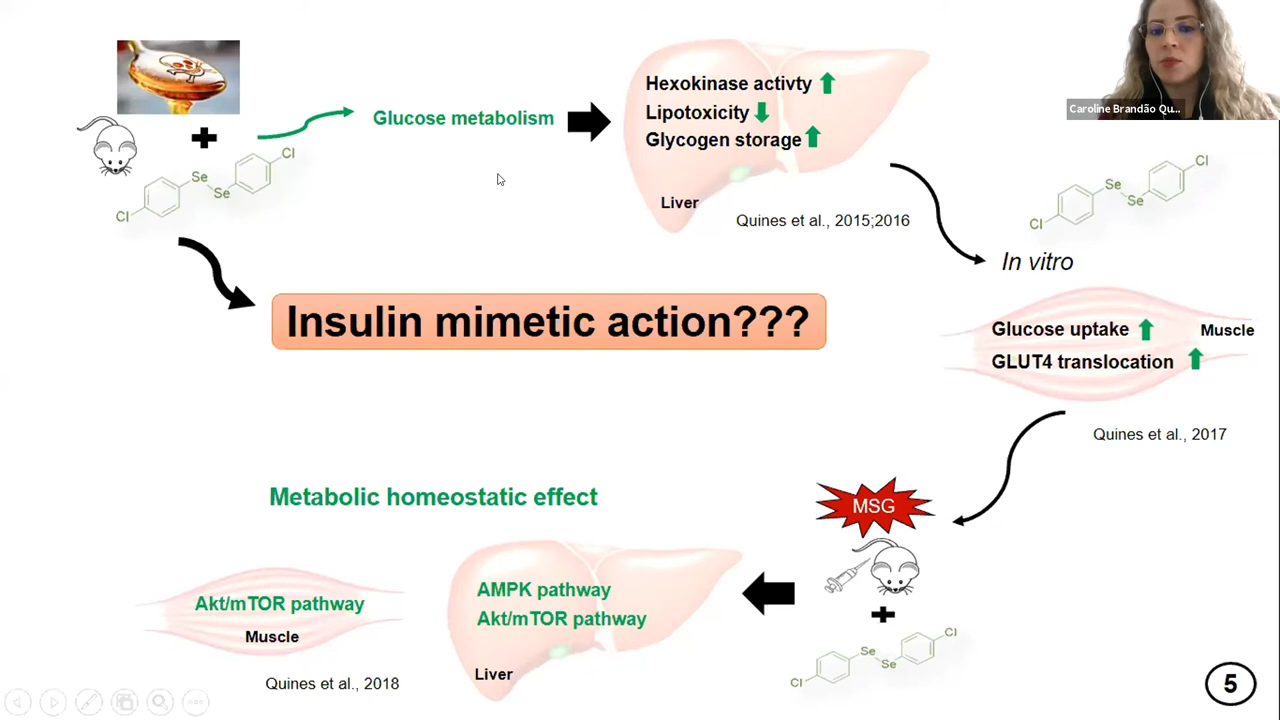 Caroline Brandão Qu...
Glucose metabolism
Hexokinase activty
Lipotoxicity
Glycogen storage
Liver
Quines et al., 2015;2016
Cl
Se
Se
Cl
Cl
Se
Se
Cl
In vitro
Insulin mimetic action???
Glucose uptake
Muscle
GLUT4 translocation
Quines et al., 2017
MSG
Metabolic homeostatic effect
AMPK pathway
Akt/mTOR pathway
Liver
Akt/mTOR pathway
Muscle
Quines et al., 2018
Cl
Se
Se
Cl
5